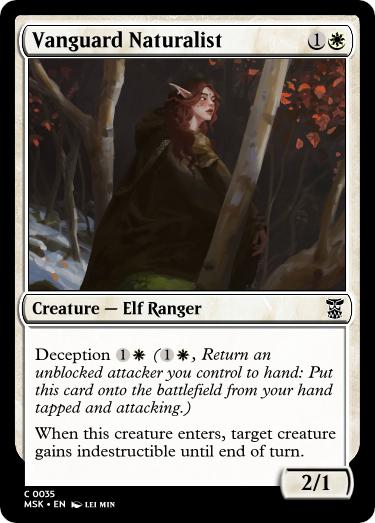 Vanguard Naturalist 1
Creature — Elf Ranger
Deception 1 (1, Return an
unblocked attacker you control to hand: Put
this card onto the battlefield from your hand
tapped and attacking.)
When this creature enters, target creature
gains indestructible until end of turn.
2/1
C 0035
MSK • EN LEI MIN